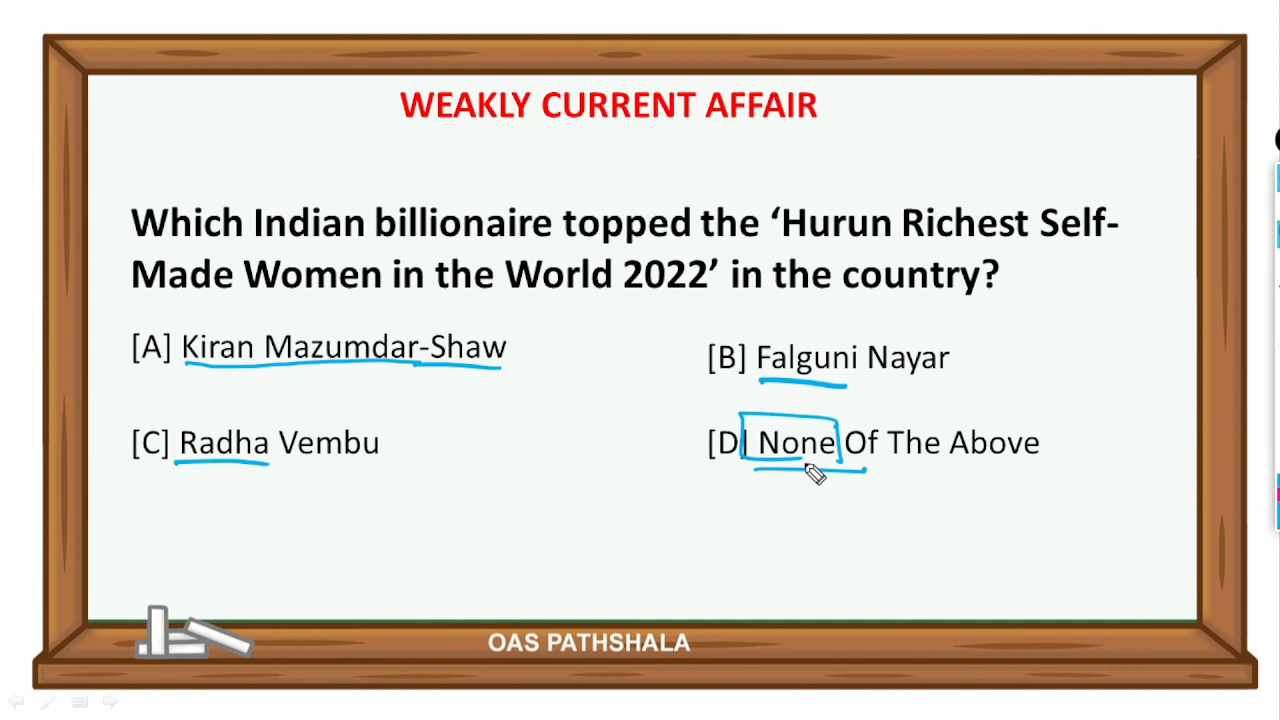 WEAKLY CURRENT AFFAIR
Which Indian billionaire topped the ‘Hurun Richest Self-
Made Women in the World 2022’ in the country?
[A] Kiran Mazumdar-Shaw
[B] Falguni Nayar
[C] Radha Vembu
[D] None Of The Above
OAS PATHSHALA